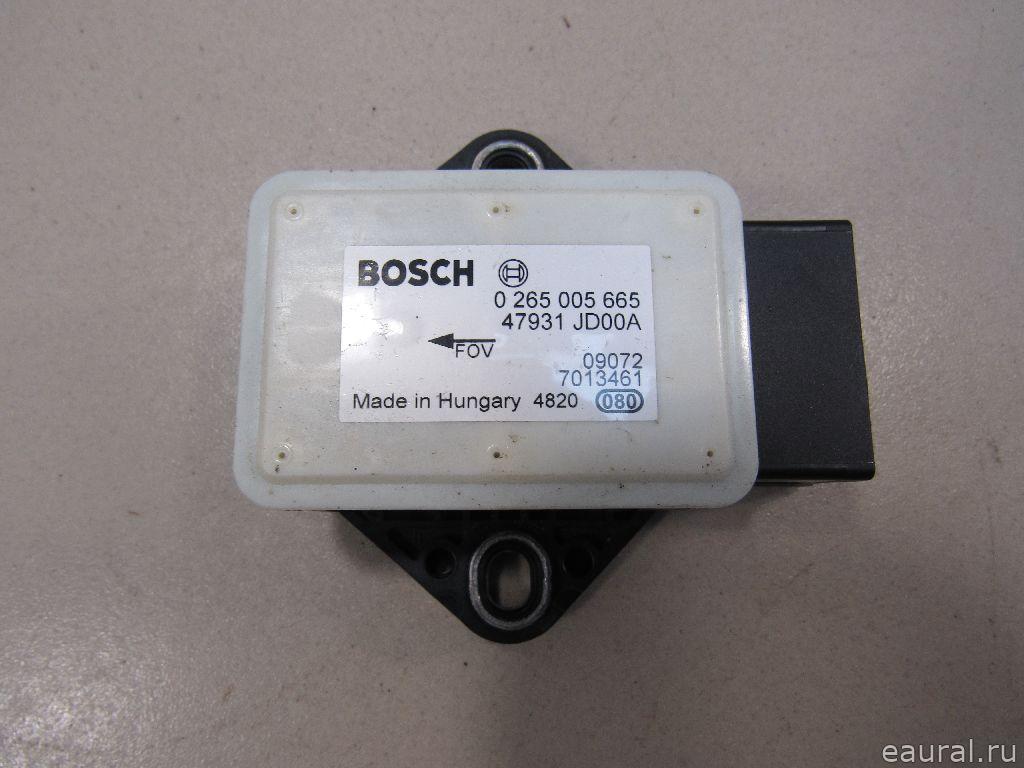 BOSCH
0 265 005 665
47931 JD00A
FOV
09072
7013461
Made in Hungary 4820 080
eaural.ru